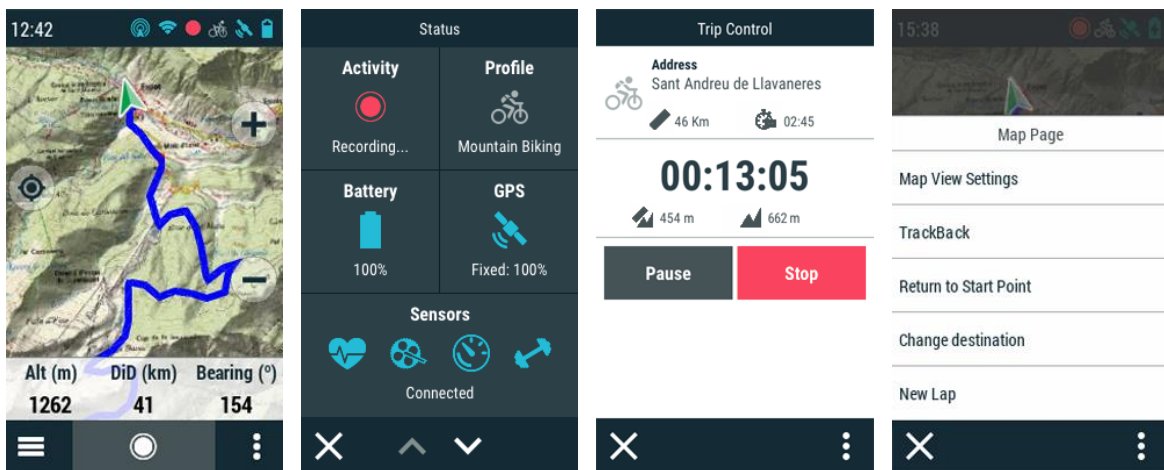 12:42
Alt (m) DiD (km) Bearing (º)
1262 41 154
Status
Activity Profile
Recording... Mountain Biking
Battery GPS
100% Fixed: 100%
Sensors
Connected
Trip Control
Address
Sant Andreu de Llavaneres
46 Km 02:45
00:13:05
454 m 662 m
Pause Stop
15:38
Map Page
Map View Settings
TrackBack
Return to Start Point
Change destination
New Lap